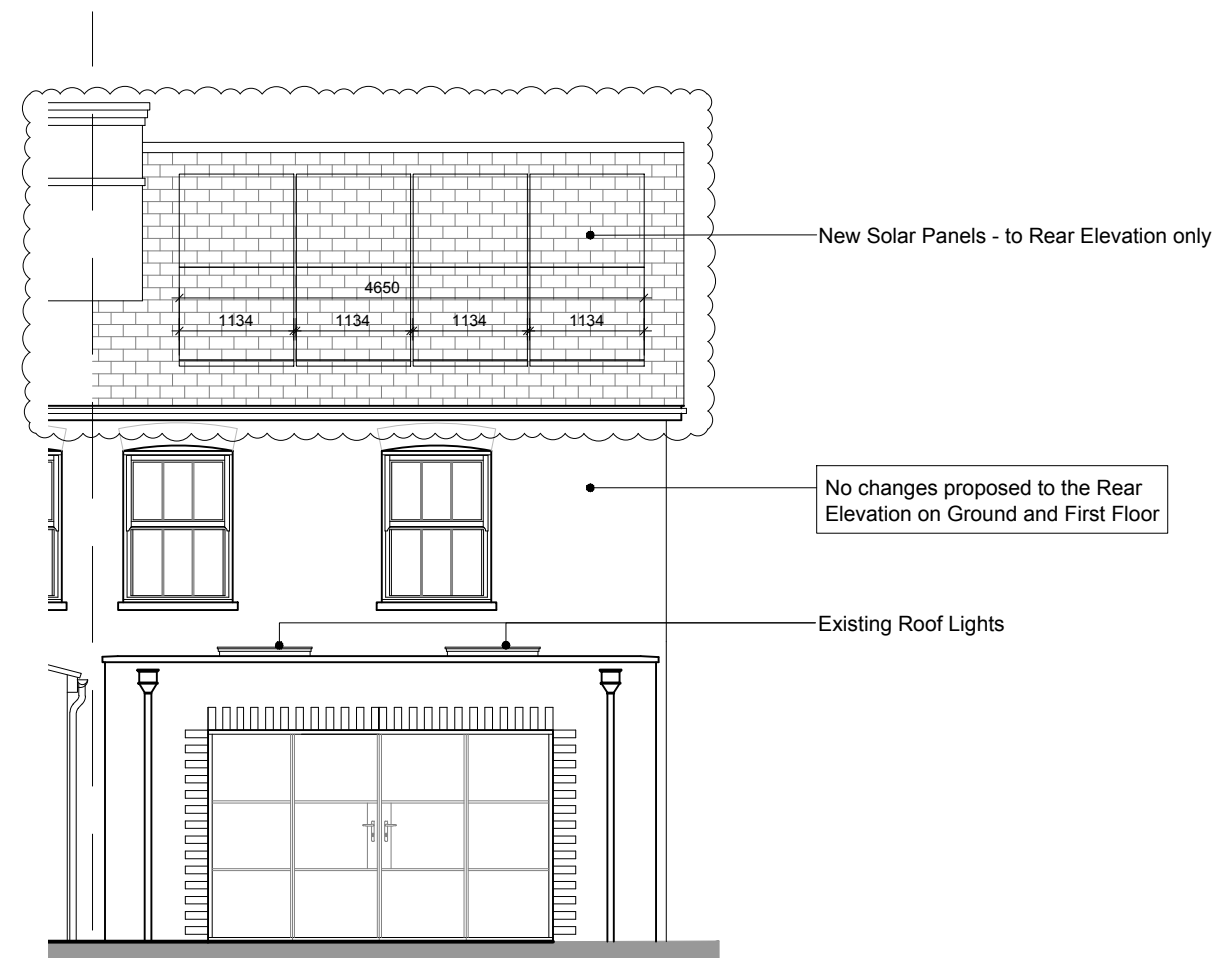 New Solar Panels - to Rear Elevation only
4650
1134 1134 1134 1134
No changes proposed to the Rear
Elevation on Ground and First Floor
Existing Roof Lights